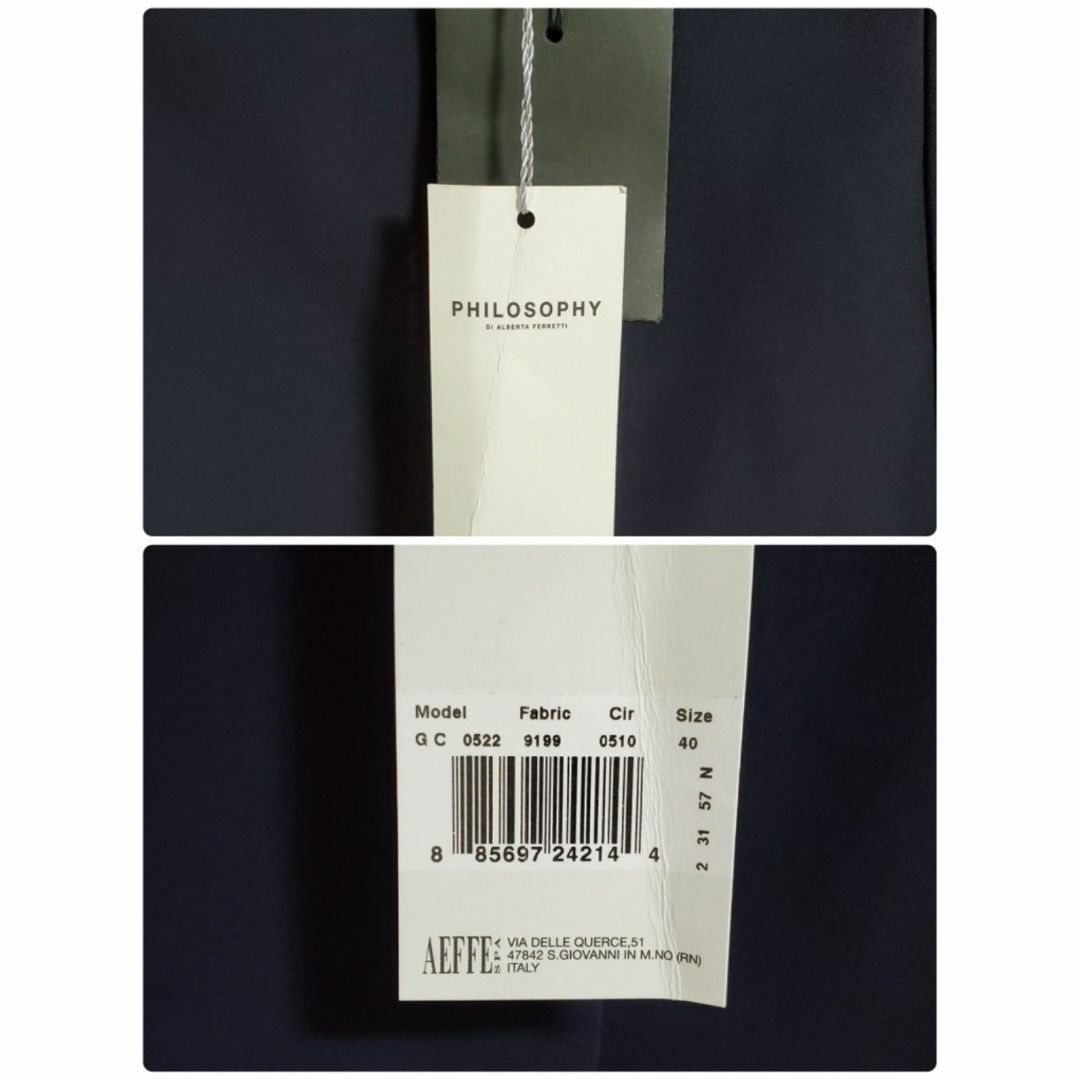 PHILOSOPHY
DI ALBERTA FERRETTI
Model Fabric Cir Size
G C 0522 9199 0510 40
2 31 57 N
8 85697 24214 4
AEFFE SPA
VIA DELLE QUERCE,51
47842 S.GIOVANNI IN M.NO (RN)
ITALY